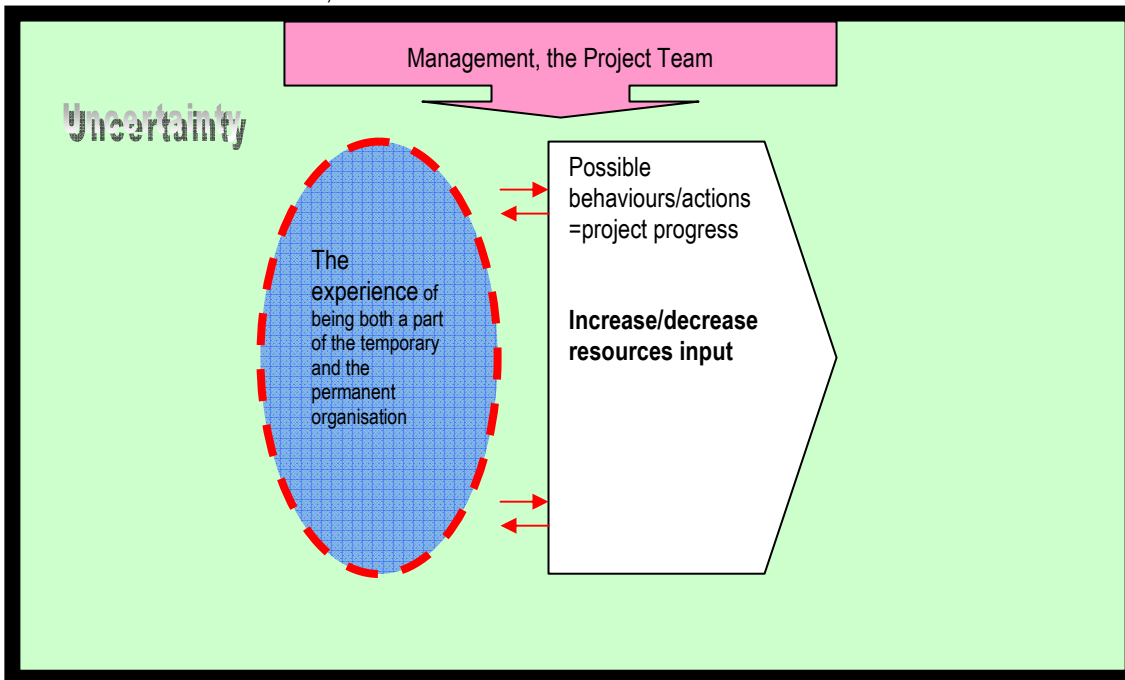 Management, the Project Team
Uncertainty
The
experience of
being both a part
of the temporary
and the
permanent
organisation
Possible
behaviours/actions
=project progress
Increase/decrease
resources input